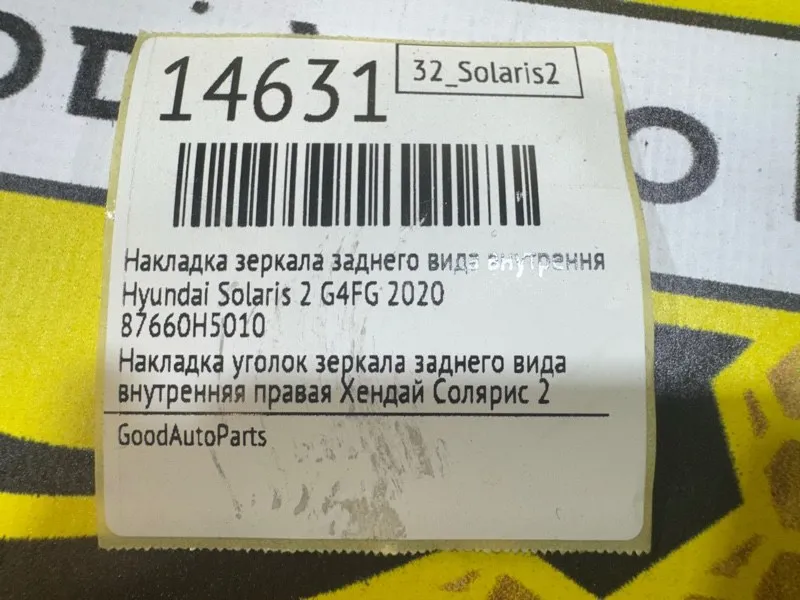 14631
32_Solaris2
Накладка зеркала заднего вида внутрення
Hyundai Solaris 2 G4FG 2020
87660H5010
Накладка уголок зеркала заднего вида
внутренняя правая Хендай Солярис 2
GoodAutoParts